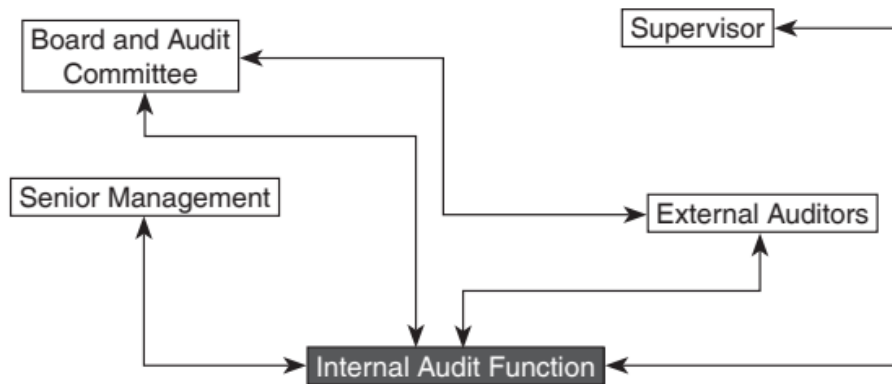 Board and Audit
Committee
Supervisor
Senior Management
External Auditors
Internal Audit Function